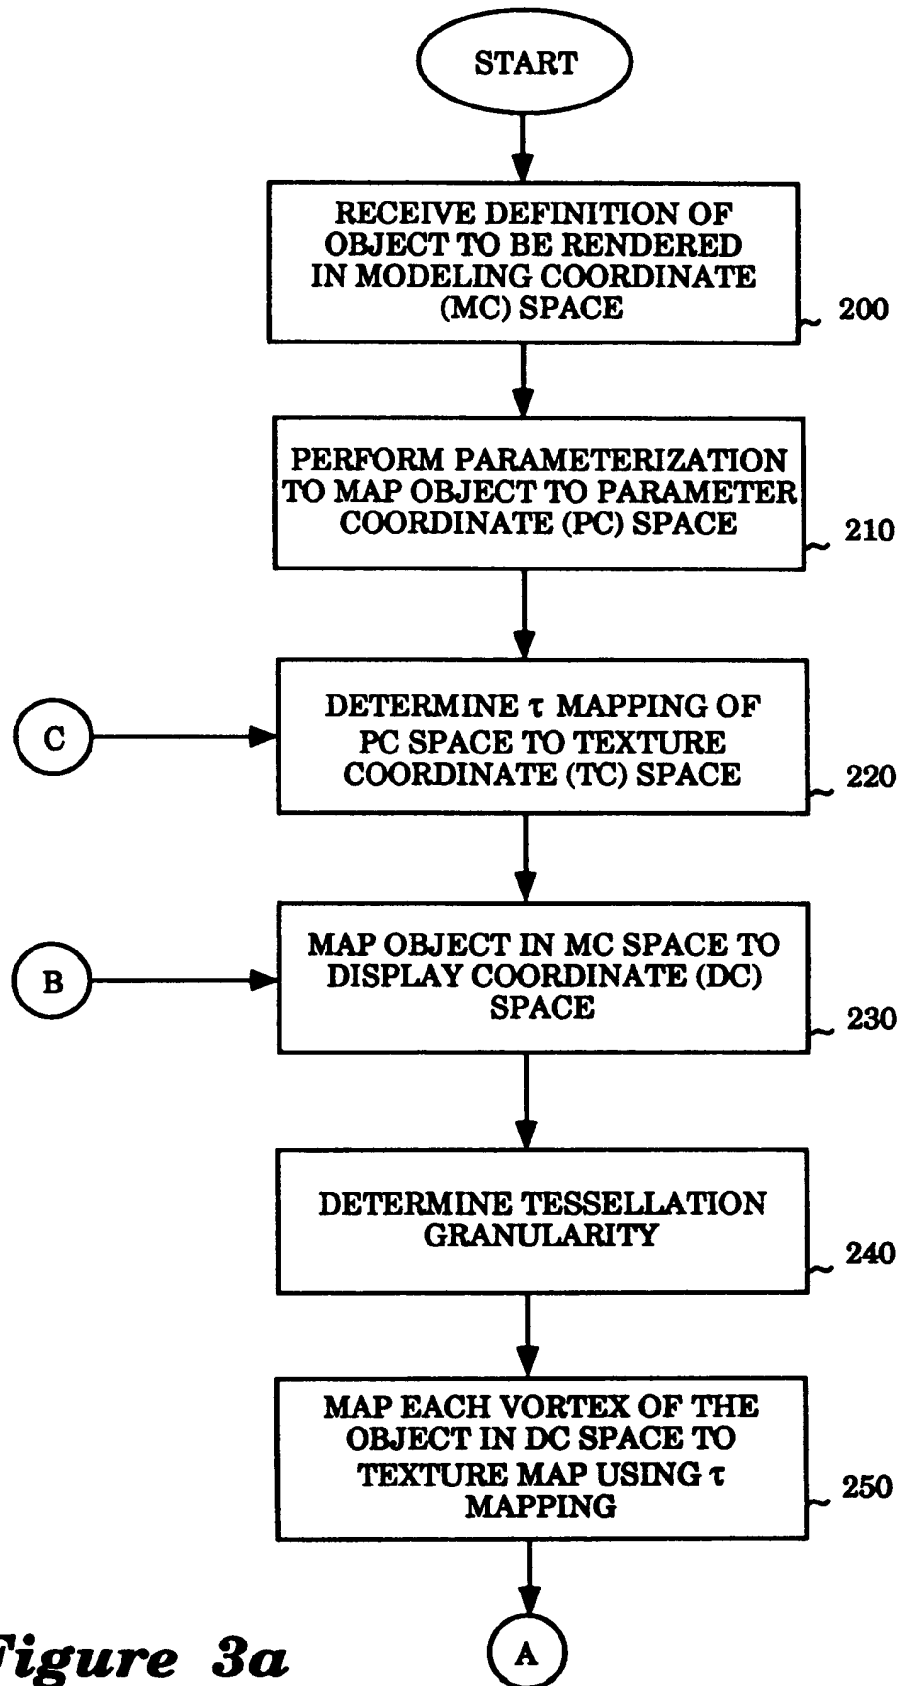 START
RECEIVE DEFINITION OF
OBJECT TO BE RENDERED
IN MODELING COORDINATE
(MC) SPACE
200
PERFORM PARAMETERIZATION
TO MAP OBJECT TO PARAMETER
COORDINATE (PC) SPACE
210
C
DETERMINE τ MAPPING OF
PC SPACE TO TEXTURE
COORDINATE (TC) SPACE
220
B
MAP OBJECT IN MC SPACE TO
DISPLAY COORDINATE (DC)
SPACE
230
DETERMINE TESSELLATION
GRANULARITY
240
MAP EACH VORTEX OF THE
OBJECT IN DC SPACE TO
TEXTURE MAP USING τ
MAPPING
250
A
Figure 3a